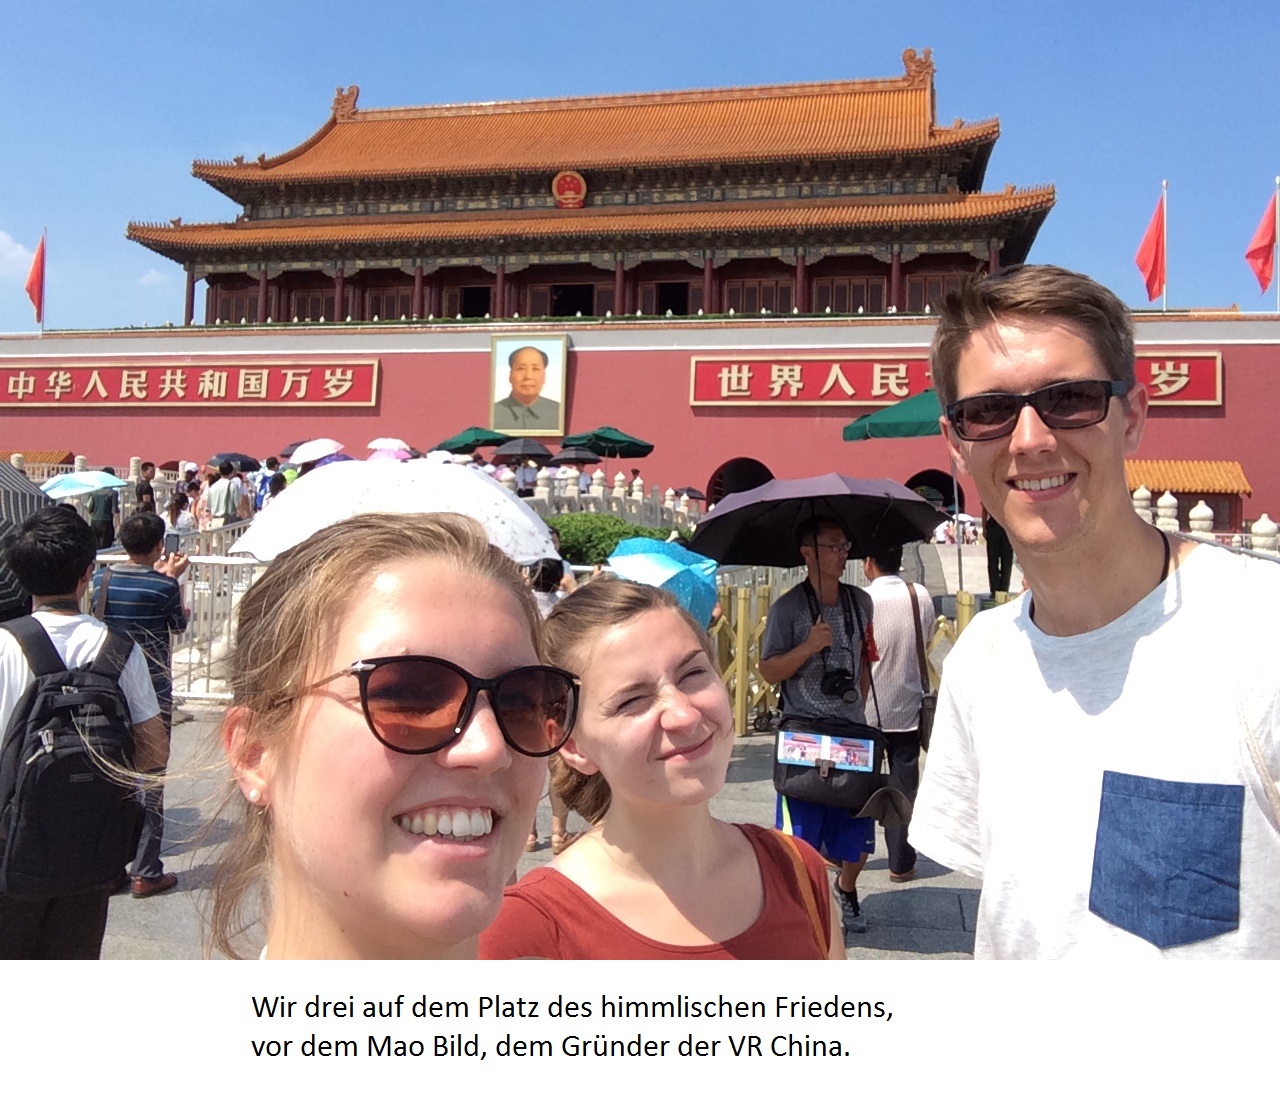 中华人民共和国万岁
世界人民
岁
Wir drei auf dem Platz des himmlischen Friedens,
vor dem Mao Bild, dem Gründer der VR China.